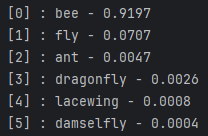 [0] : bee - 0.9197
[1] : fly - 0.0707
[2] : ant - 0.0047
[3] : dragonfly - 0.0026
[4] : lacewing - 0.0008
[5] : damselfly - 0.0004